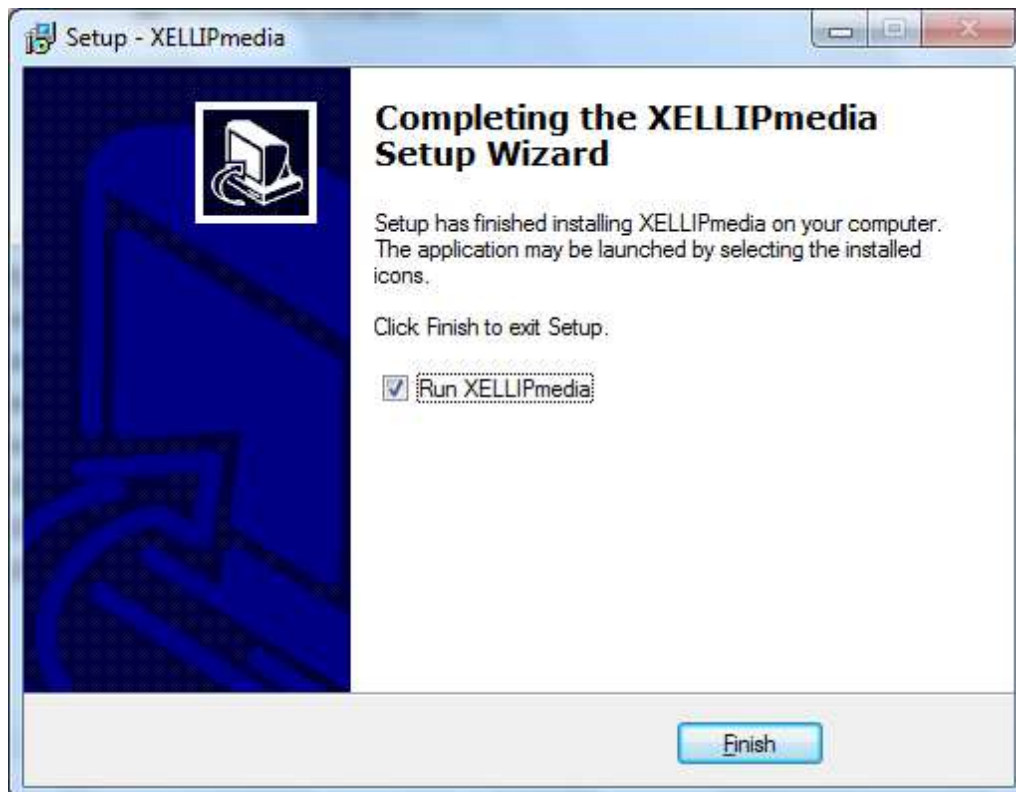 Setup - XELLIPmedia
Completing the XELLIPmedia
Setup Wizard
Setup has finished installing XELLIPmedia on your computer.
The application may be launched by selecting the installed
icons.
Click Finish to exit Setup.
Run XELLIPmedia
Finish